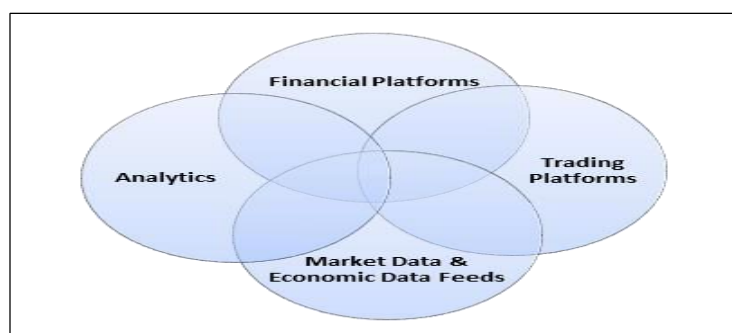 Financial Platforms
Analytics
Trading
Platforms
Market Data &
Economic Data Feeds